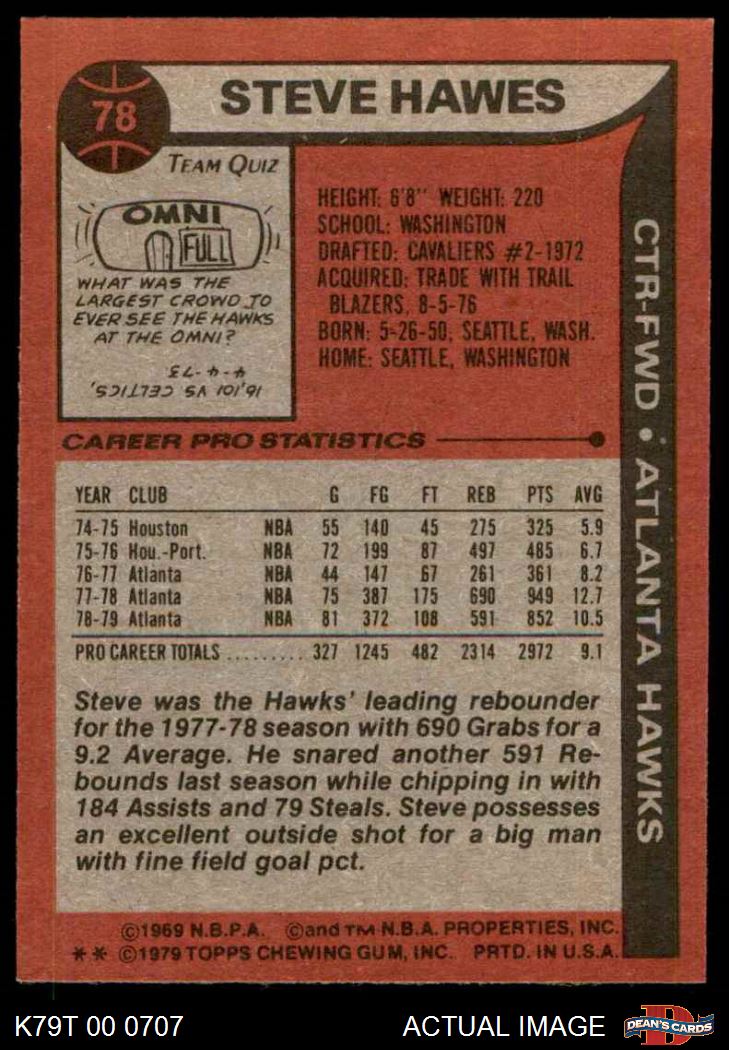 78
STEVE HAWES
TEAM QUIZ
OMNI
FULL
WHAT WAS THE
LARGEST CROWD TO
EVER SEE THE HAWKS
AT THE OMNI?
16,101 VS CELTICS,
4-4-73
HEIGHT: 6'8" WEIGHT: 220
SCHOOL: WASHINGTON
DRAFTED: CAVALIERS #2-1972
ACQUIRED: TRADE WITH TRAIL
BLAZERS, 8-5-76
BORN: 5-26-50, SEATTLE, WASH.
HOME: SEATTLE, WASHINGTON
CTR-FWD • ATLANTA HAWKS
CAREER PRO STATISTICS
YEAR CLUB G FG FT REB PTS AVG
74-75 Houston NBA 55 140 45 275 325 5.9
75-76 Hou.-Port. NBA 72 199 87 497 485 6.7
76-77 Atlanta NBA 44 147 67 261 361 8.2
77-78 Atlanta NBA 75 387 175 690 949 12.7
78-79 Atlanta NBA 81 372 108 591 852 10.5
PRO CAREER TOTALS .......... 327 1245 482 2314 2972 9.1
Steve was the Hawks' leading rebounder
for the 1977-78 season with 690 Grabs for a
9.2 Average. He snared another 591 Re-
bounds last season while chipping in with
184 Assists and 79 Steals. Steve possesses
an excellent outside shot for a big man
with fine field goal pct.
©1969 N.B.P.A. ©and TM N.B.A. PROPERTIES, INC.
** ©1979 TOPPS CHEWING GUM, INC. PRTD. IN U.S.A.
K79T 00 0707
ACTUAL IMAGE
D
DEAN'S CARDS